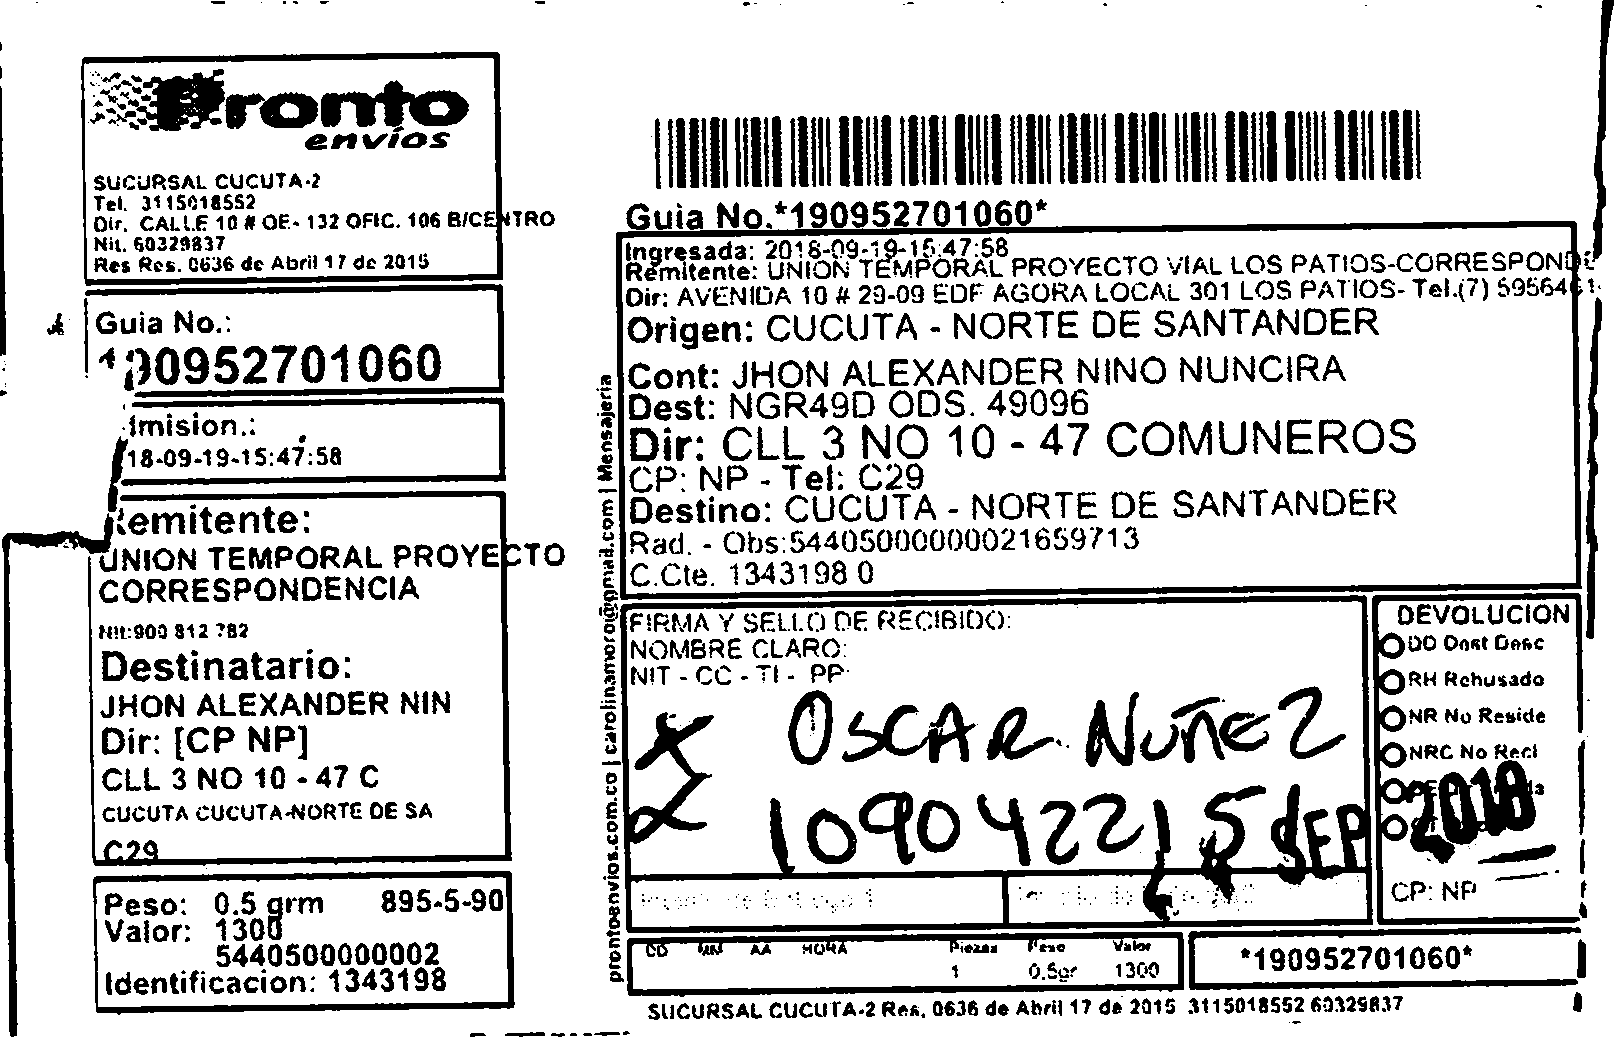 Pronto
envíos
SUCURSAL CUCUTA-2
Tel. 3115018552
Dir. CALLE 10 # OE- 132 OFIC. 106 B/CENTRO
Nit. 60329837
Res Res. 0636 de Abril 17 de 2015
Guia No.:
190952701060
18-09-19-15:47:58
Remitente:
UNION TEMPORAL PROYECTO
CORRESPONDENCIA
Nit:900 812 782
Destinatario:
JHON ALEXANDER NIN
Dir: [CP NP]
CLL 3 NO 10 - 47 C
CUCUTA CUCUTA-NORTE DE SA
C29
Peso: 0.5 grm 895-5-90
Valor: 1300
5440500000002
Identificacion: 1343198
prontoenvios.com.co | carolinamoro@gmail.com | Mensajeria
Guia No.*190952701060*
Ingresada: 2018-09-19-15:47:58
Remitente: UNION TEMPORAL PROYECTO VIAL LOS PATIOS-CORRESPONDE
Dir: AVENIDA 10 # 29-09 EDF AGORA LOCAL 301 LOS PATIOS- Tel.(7) 5956461-
Origen: CUCUTA - NORTE DE SANTANDER
Cont: JHON ALEXANDER NINO NUNCIRA
Dest: NGR49D ODS. 49096
Dir: CLL 3 NO 10 - 47 COMUNEROS
CP: NP - Tel: C29
Destino: CUCUTA - NORTE DE SANTANDER
Rad. - Obs:54405000000021659713
C.Cte. 1343198 0
FIRMA Y SELLO DE RECIBIDO:
NOMBRE CLARO:
NIT - CC - TI - PP:
OSCAR NUÑEZ
10904221 5 SEP 2018
DEVOLUCION
DD Dest Desc
RH Rehusado
NR No Reside
NRC No Recl
CP: NP
CD MM AA HORA Piezas Peso Valor
1 0.5gr 1300
*190952701060*
SUCURSAL CUCUTA-2 Res. 0636 de Abril 17 de 2015 3115018552 60329837